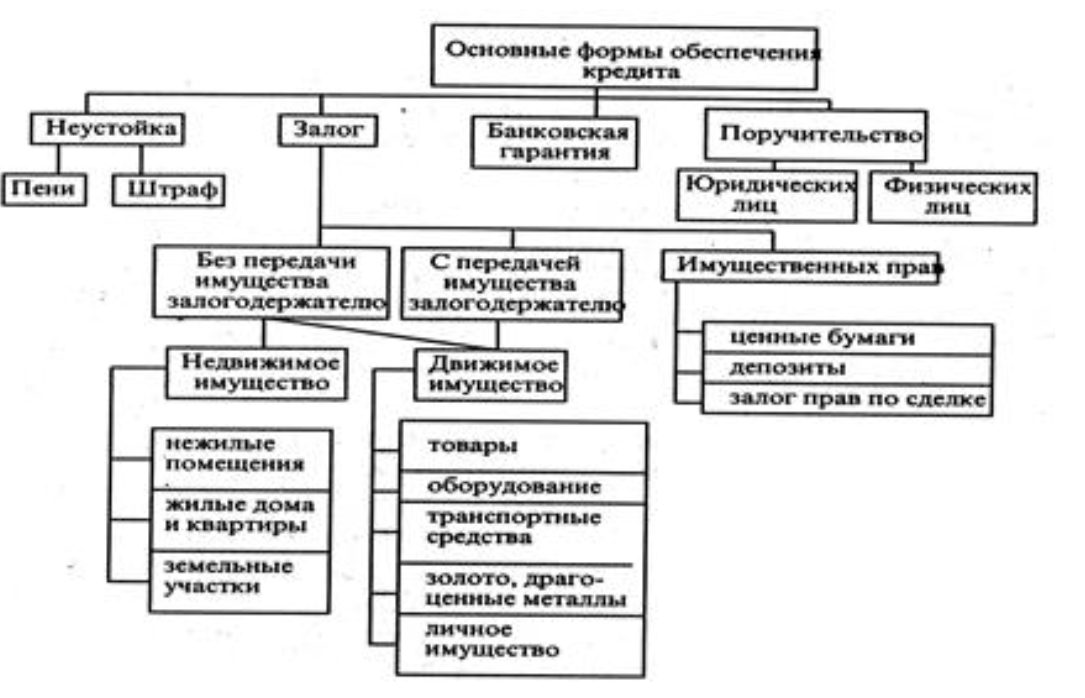 Основные формы обеспечения
кредита
Неустойка
Залог
Банковская
гарантия
Поручительство
Пени
Штраф
Юридических
лиц
Физических
лиц
Без передачи
имущества
залогодержателю
С передачей
имущества
залогодержателю
Имущественных прав
ценные бумаги
депозиты
залог прав по сделке
Недвижимое
имущество
Движимое
имущество
нежилые
помещения
жилые дома
и квартиры
земельные
участки
товары
оборудование
транспортные
средства
золото, драго-
ценные металлы
личное
имущество